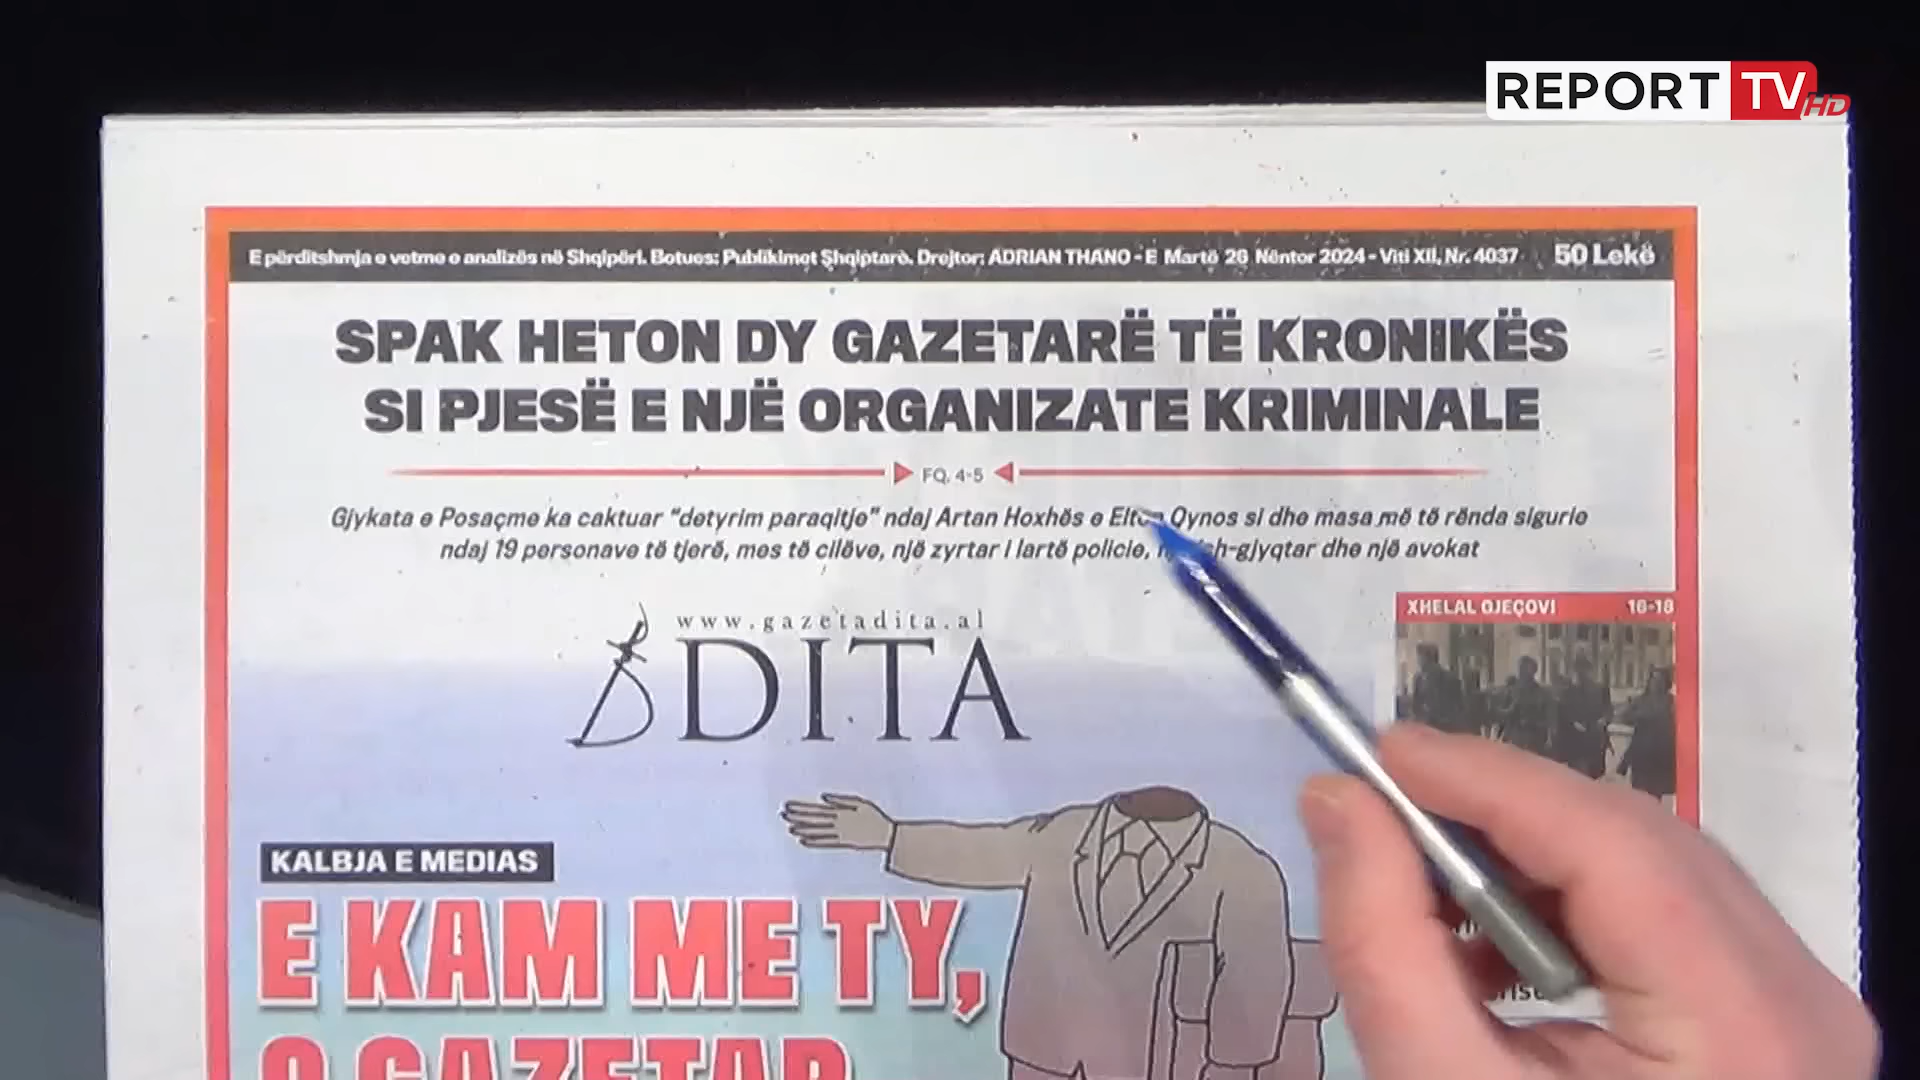 REPORT TV HD
E përditshmja e vetme e analizës në Shqipëri. Botues: Publikimet Shqiptare. Drejtor: ADRIAN THANO - E Martë 26 Nëntor 2024 - Viti XII, Nr. 4037 50 Lekë
SPAK HETON DY GAZETARË TË KRONIKËS
SI PJESË E NJË ORGANIZATE KRIMINALE
FQ. 4-5
Gjykata e Posaçme ka caktuar "detyrim paraqitje" ndaj Artan Hoxhës e Elton Qynos si dhe masa më të rënda sigurie
ndaj 19 personave të tjerë, mes të cilëve, një zyrtar i lartë policie, ish-gjyqtar dhe një avokat
www.gazetadita.al
DITA
XHELAL GJEÇOVI 16-18
KALBJA E MEDIAS
E KAM ME TY,
O GAZETAR